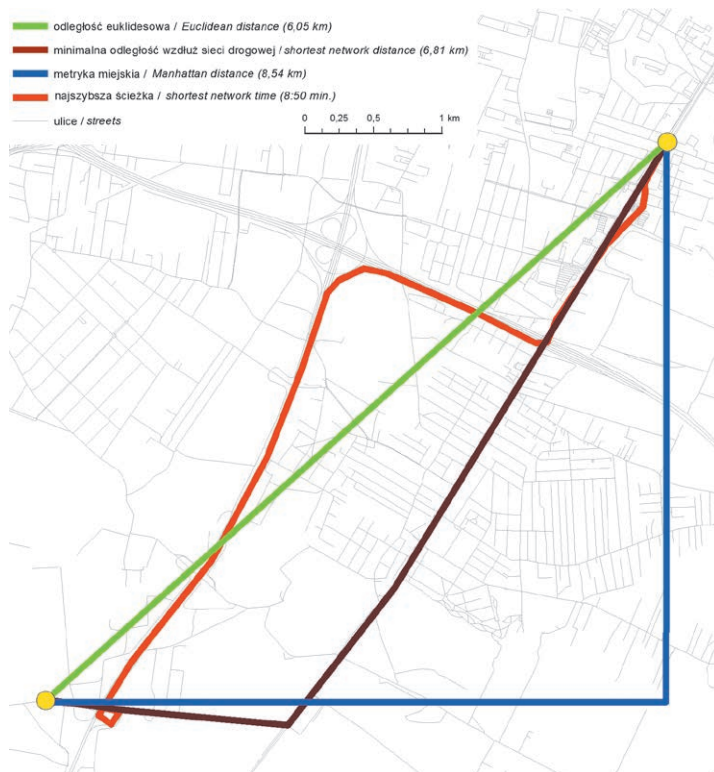 odległość euklidesowa / Euclidean distance (6,05 km)
minimalna odległość wzdłuż sieci drogowej / shortest network distance (6,81 km)
metryka miejska / Manhattan distance (8,54 km)
najszybsza ścieżka / shortest network time (8:50 min.)
ulice / streets
0 0,25 0,5 1 km